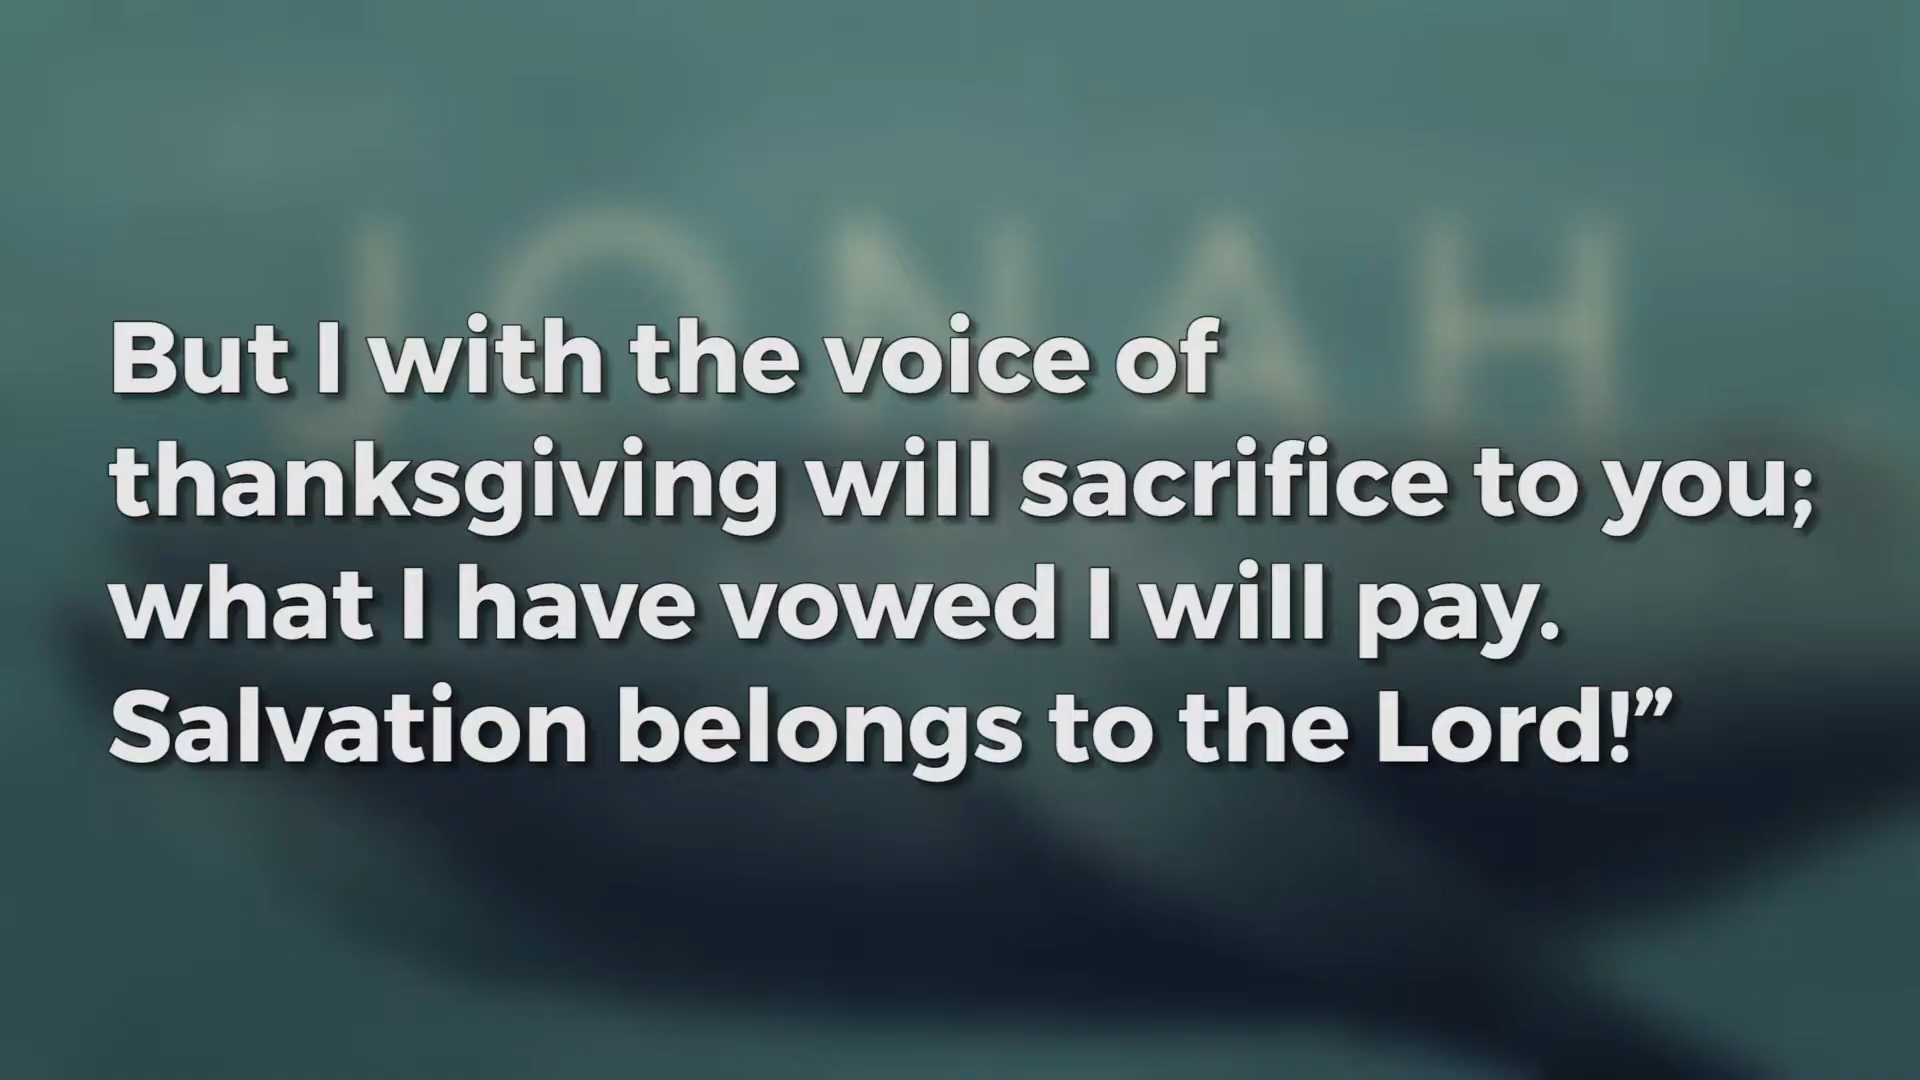 JONAH
But I with the voice of
thanksgiving will sacrifice to you;
what I have vowed I will pay.
Salvation belongs to the Lord!”